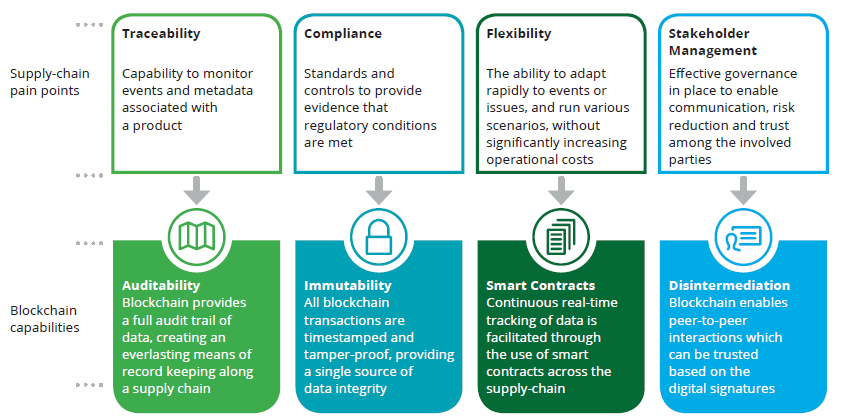 Supply-chain
pain points
Traceability
Capability to monitor
events and metadata
associated with
a product
Compliance
Standards and
controls to provide
evidence that
regulatory conditions
are met
Flexibility
The ability to adapt
rapidly to events or
issues, and run various
scenarios, without
significantly increasing
operational costs
Stakeholder
Management
Effective governance
in place to enable
communication, risk
reduction and trust
among the involved
parties
Blockchain
capabilities
Auditability
Blockchain provides
a full audit trail of
data, creating an
everlasting means of
record keeping along
a supply chain
Immutability
All blockchain
transactions are
timestamped and
tamper-proof, providing
a single source of
data integrity
Smart Contracts
Continuous real-time
tracking of data is
facilitated through
the use of smart
contracts across the
supply-chain
Disintermediation
Blockchain enables
peer-to-peer
interactions which
can be trusted
based on the
digital signatures